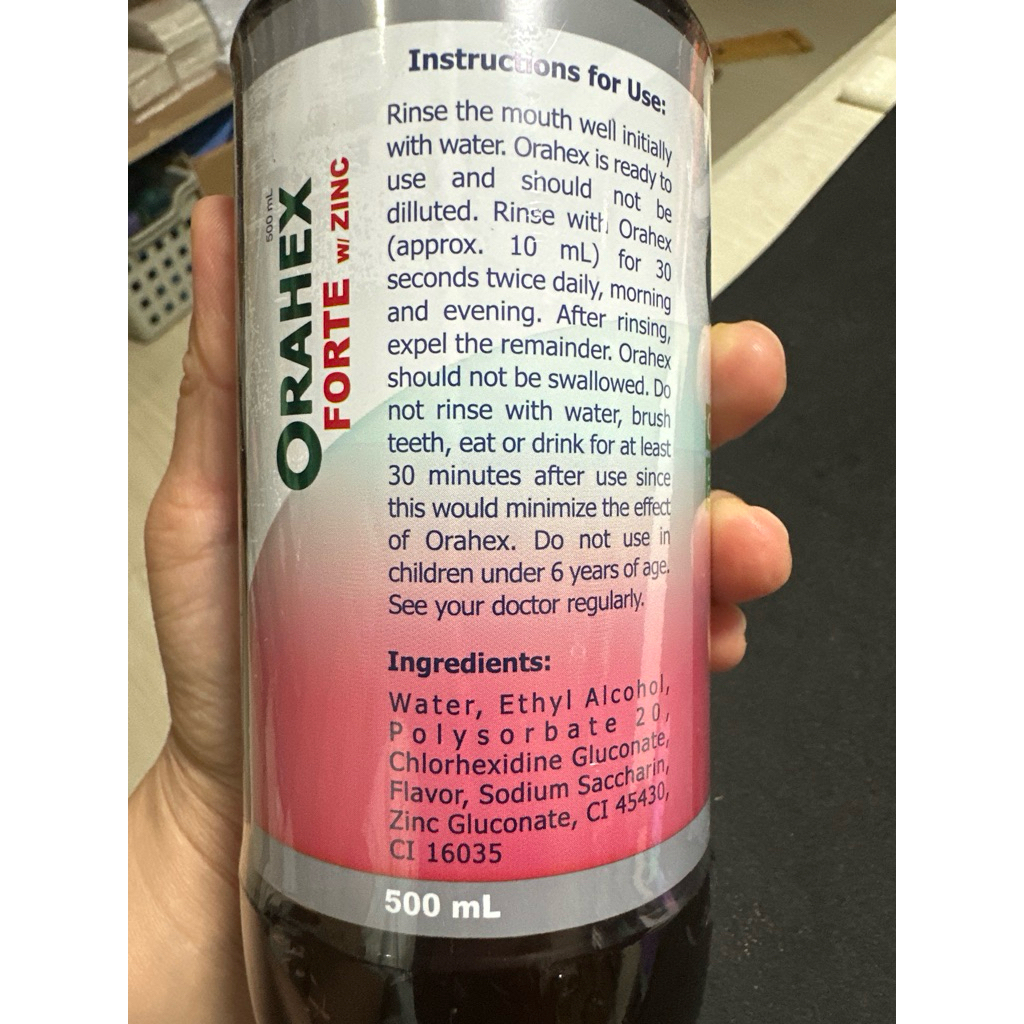 500 mL
ORAHEX
FORTE w/ ZINC
Instructions for Use:
Rinse the mouth well initially
with water. Orahex is ready to
use and should not be
dilluted. Rinse with Orahex
(approx. 10 mL) for 30
seconds twice daily, morning
and evening. After rinsing,
expel the remainder. Orahex
should not be swallowed. Do
not rinse with water, brush
teeth, eat or drink for at least
30 minutes after use since
this would minimize the effect
of Orahex. Do not use in
children under 6 years of age.
See your doctor regularly.
Ingredients:
Water, Ethyl Alcohol,
Polysorbate 20,
Chlorhexidine Gluconate,
Flavor, Sodium Saccharin,
Zinc Gluconate, CI 45430,
CI 16035
500 mL